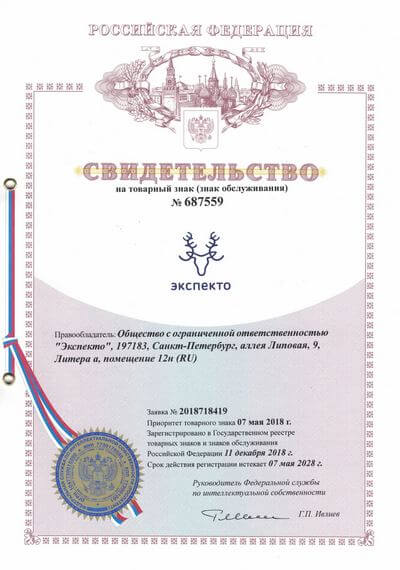 РОССИЙСКАЯ ФЕДЕРАЦИЯ
СВИДЕТЕЛЬСТВО
на товарный знак (знак обслуживания)
№ 687559
ЭКСПЕКТО
Правообладатель: Общество с ограниченной ответственностью
"Экспекто", 197183, Санкт-Петербург, аллея Липовая, 9,
Литера а, помещение 12н (RU)
Заявка № 2018718419
Приоритет товарного знака 07 мая 2018 г.
Зарегистрировано в Государственном реестре
товарных знаков и знаков обслуживания
Российской Федерации 11 декабря 2018 г.
Срок действия регистрации истекает 07 мая 2028 г.
Руководитель Федеральной службы
по интеллектуальной собственности
Г.П. Ивлиев